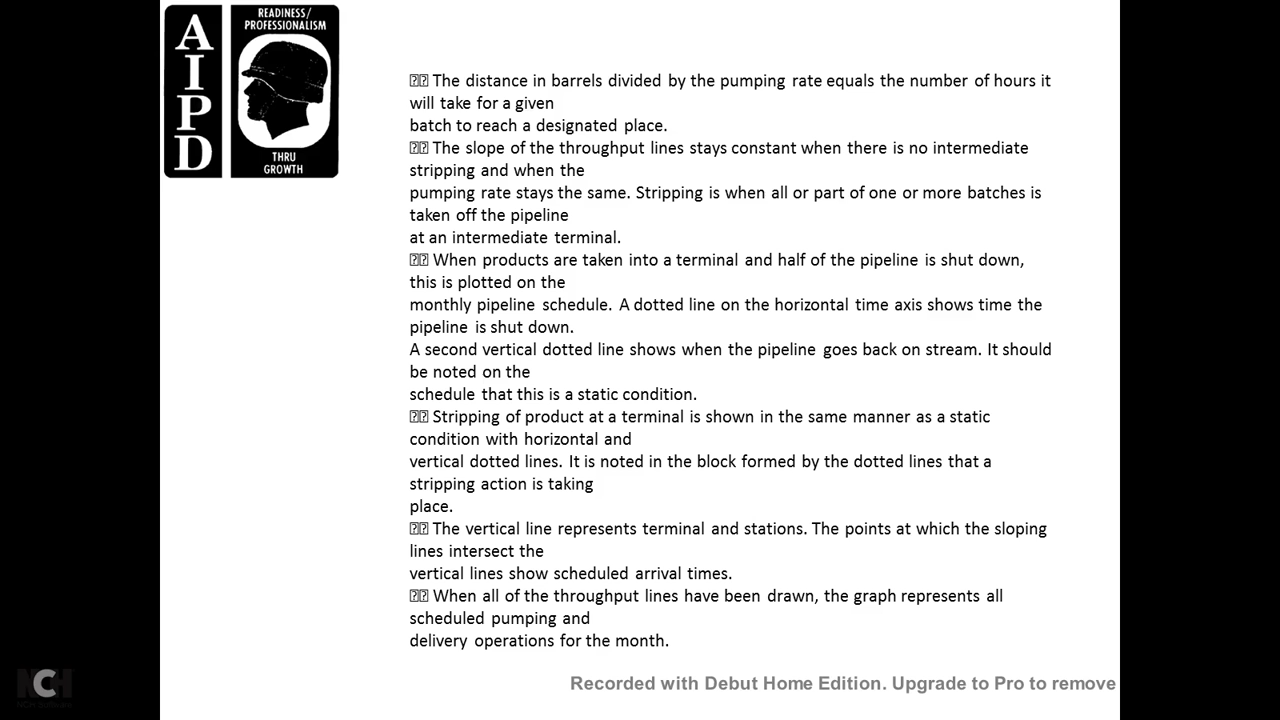 A
I
P
D
READINESS/
PROFESSIONALISM
THRU
GROWTH
⍰⍰ The distance in barrels divided by the pumping rate equals the number of hours it
will take for a given
batch to reach a designated place.
⍰⍰ The slope of the throughput lines stays constant when there is no intermediate
stripping and when the
pumping rate stays the same. Stripping is when all or part of one or more batches is
taken off the pipeline
at an intermediate terminal.
⍰⍰ When products are taken into a terminal and half of the pipeline is shut down,
this is plotted on the
monthly pipeline schedule. A dotted line on the horizontal time axis shows time the
pipeline is shut down.
A second vertical dotted line shows when the pipeline goes back on stream. It should
be noted on the
schedule that this is a static condition.
⍰⍰ Stripping of product at a terminal is shown in the same manner as a static
condition with horizontal and
vertical dotted lines. It is noted in the block formed by the dotted lines that a
stripping action is taking
place.
⍰⍰ The vertical line represents terminal and stations. The points at which the sloping
lines intersect the
vertical lines show scheduled arrival times.
⍰⍰ When all of the throughput lines have been drawn, the graph represents all
scheduled pumping and
delivery operations for the month.
NCH
Recorded with Debut Home Edition. Upgrade to Pro to remove